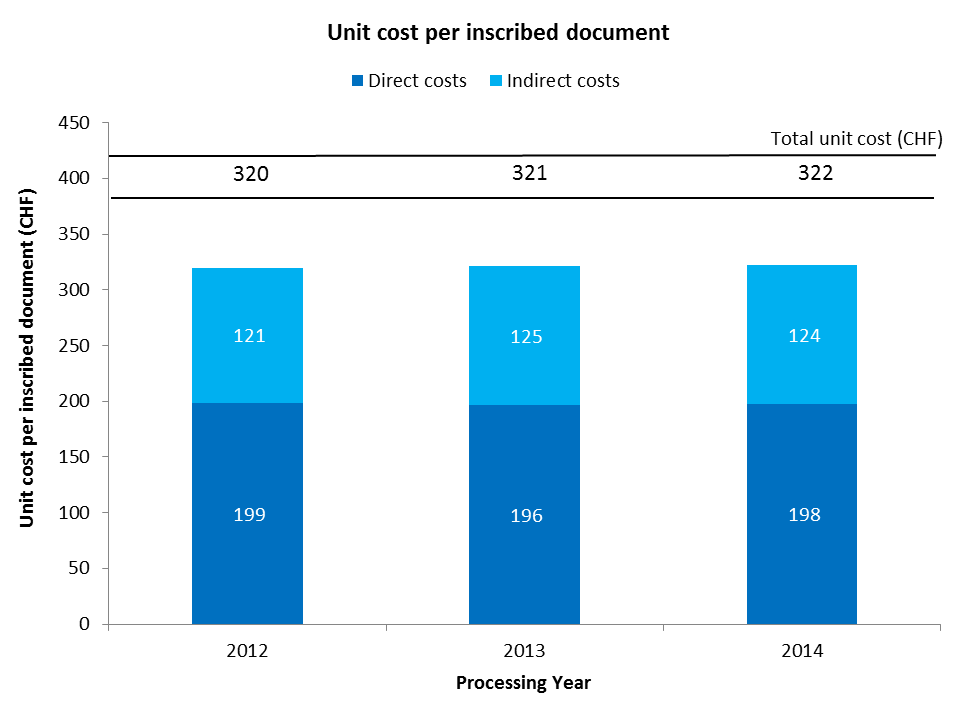 Unit cost per inscribed document
Direct costs Indirect costs
Unit cost per inscribed document (CHF)
450
400
350
300
250
200
150
100
50
0
Total unit cost (CHF)
320 321 322
121 125 124
199 196 198
2012 2013 2014
Processing Year